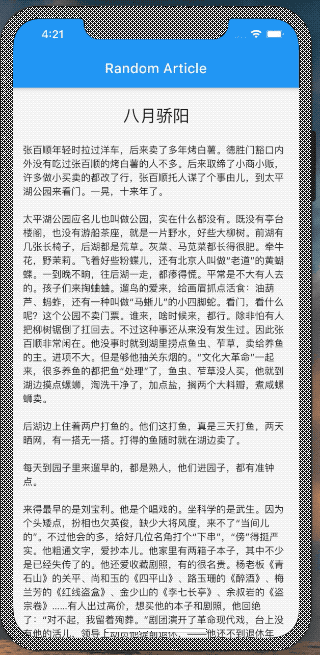 4:21
Random Article
八月骄阳
张百顺年轻时拉过洋车，后来卖了多年烤白薯。德胜门豁口内
外没有吃过张百顺的烤白薯的人不多。后来取缔了小商小贩，
许多做小买卖的都改了行，张百顺托人谋了个事由儿，到太平
湖公园来看门。一晃，十来年了。
太平湖公园应名儿也叫做公园，实在什么都没有。既没有亭台
楼阁，也没有游船茶座，就是一片野水，好些大柳树。前湖有
几张长椅子，后湖都是荒草。灰菜、马苋菜都长得很肥。牵牛
花，野茉莉。飞着好些粉蝶儿，还有北京人叫做“老道”的黄蝴
蝶。一到晚不晌，往后湖一走，都瘆得慌。平常是不大有人去
的。孩子们来掏蛐蛐。遛鸟的爱来，给画眉抓点活食：油葫
芦、蚂蚱，还有一种叫做“马蜥儿”的小四脚蛇。看门，看什么
呢？这个公园不卖门票。谁来，啥时候来，都行。除非怕有人
把柳树锯倒了扛回去。不过这种事还从来没有发生过。因此张
百顺非常闲在。他没事时就到湖里捞点鱼虫、苲草，卖给养鱼
的主。进项不大，但是够他抽关东烟的。“文化大革命”一起
来，很多养鱼的都把鱼“处理”了，鱼虫、苲草没人买，他就到
湖边摸点螺蛳，淘洗干净了，加点盐，搁两个大料瓣，煮咸螺
蛳卖。
后湖边上住着两户打鱼的。他们这打鱼，真是三天打鱼，两天
晒网，有一搭无一搭。打得的鱼随时就在湖边卖了。
每天到园子里来遛早的，都是熟人，他们进园子，都有准钟
点。
来得最早的是刘宝利。他是个唱戏的。坐科学的是武生。因为
个头矮点，扮相也欠英俊，缺少大将风度，来不了“当间儿
的”。不过他会的多，给好几位名角打个“下串”，“傍”得挺严
实。他粗通文字，爱抄本儿。他家里有两箱子本子，其中不少
是已经失传了的。他还爱收藏剧照，有的很名贵。杨老板《青
石山》的关平、尚和玉的《四平山》、路玉珊的《醉酒》、梅
兰芳的《红线盗盒》、金少山的《李七长亭》、余叔岩的《盗
宗卷》……有人出过高价，想买他的本子和剧照，他回绝
了：“对不起，我留着殉葬。”剧团演开了革命现代戏，台上没
有他的活儿，领导上动员他提前退休，——他还不到退休年